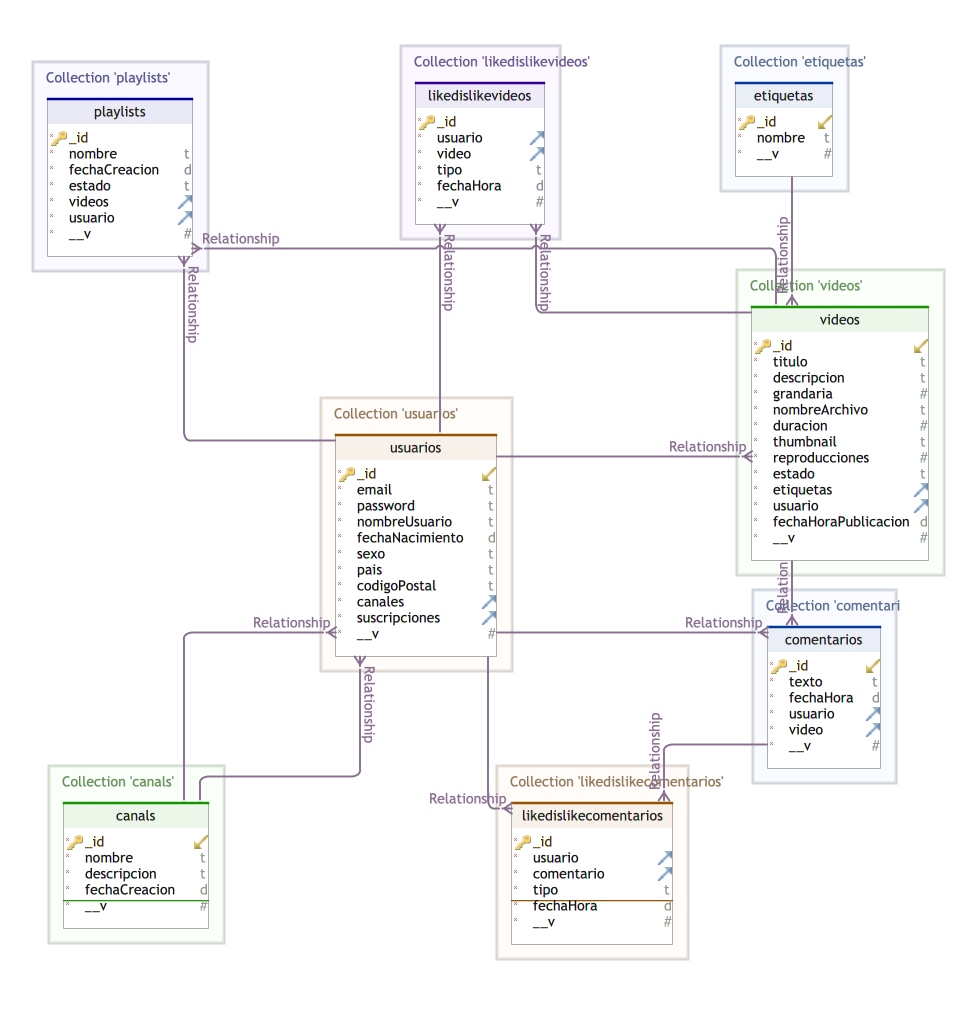 Collection 'playlists'
playlists
_id
nombre t
fechaCreacion d
estado t
videos
usuario
__v #
Collection 'likedislikevideos'
likedislikevideos
_id
usuario
video
tipo t
fechaHora d
__v #
Collection 'etiquetas'
etiquetas
_id
nombre t
__v #
Relationship
Relationship
Relationship
Relationship
Relationship
Collection 'videos'
videos
_id
titulo t
descripcion t
grandaria #
nombreArchivo t
duracion #
thumbnail t
reproducciones #
estado t
etiquetas
usuario
fechaHoraPublicacion d
__v #
Collection 'usuarios'
usuarios
_id
email t
password t
nombreUsuario t
fechaNacimiento d
sexo t
pais t
codigoPostal t
canales
suscripciones
__v #
Relationship
Relationship
Relationship
Relationship
Relation
Collection 'comentari
comentarios
_id
texto t
fechaHora d
usuario
video
__v #
Relationship
Relationship
Collection 'canals'
canals
_id
nombre t
descripcion t
fechaCreacion d
__v #
Collection 'likedislikecomentarios'
likedislikecomentarios
_id
usuario
comentario
tipo t
fechaHora d
__v #